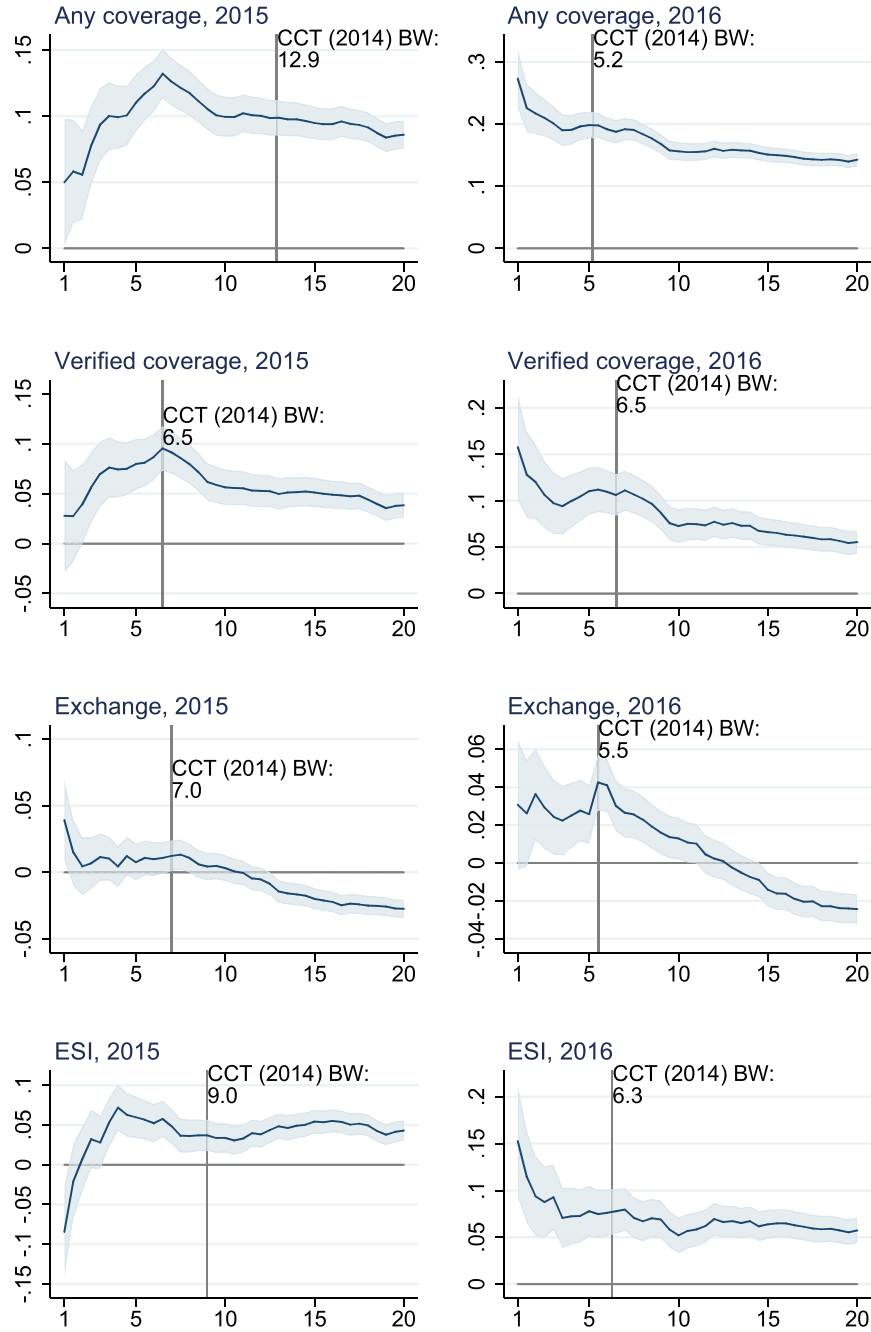 Any coverage, 2015
CCT (2014) BW:
12.9
.15
.1
.05
0
1 5 10 15 20
Any coverage, 2016
CCT (2014) BW:
5.2
.3
.2
.1
0
1 5 10 15 20
Verified coverage, 2015
CCT (2014) BW:
6.5
.15
.1
.05
0
-.05
1 5 10 15 20
Verified coverage, 2016
CCT (2014) BW:
6.5
.2
.15
.1
.05
0
1 5 10 15 20
Exchange, 2015
CCT (2014) BW:
7.0
.1
.05
0
-.05
1 5 10 15 20
Exchange, 2016
CCT (2014) BW:
5.5
.06
.04
.02
0
-.02
-.04
1 5 10 15 20
ESI, 2015
CCT (2014) BW:
9.0
.1
.05
0
-.05
-.1
-.15
1 5 10 15 20
ESI, 2016
CCT (2014) BW:
6.3
.2
.15
.1
.05
0
1 5 10 15 20